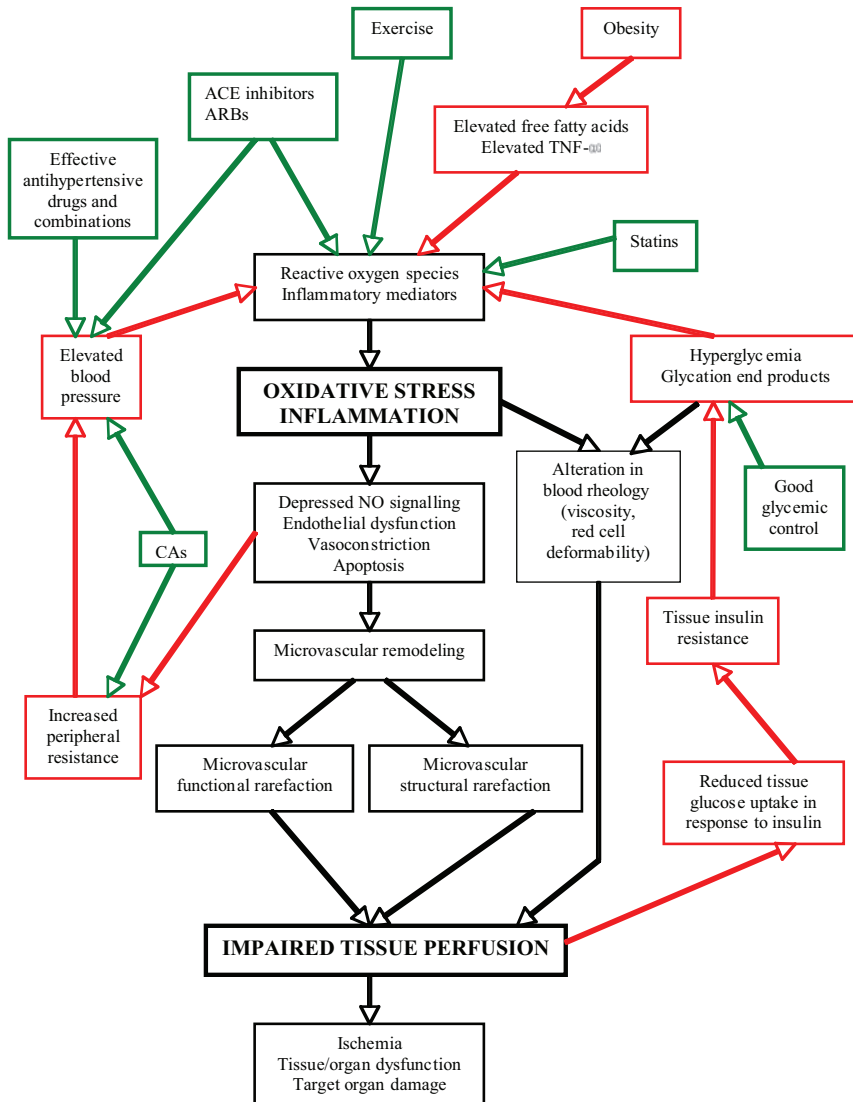 Exercise
Obesity
ACE inhibitors
ARBs
Elevated free fatty acids
Elevated TNF-
Effective
antihypertensive
drugs and
combinations
Statins
Reactive oxygen species
Inflammatory mediators
Elevated
blood
pressure
Hyperglycemia
Glycation end products
OXIDATIVE STRESS
INFLAMMATION
Alteration in
blood rheology
(viscosity,
red cell
deformability)
Good
glycemic
control
Depressed NO signalling
Endothelial dysfunction
Vasoconstriction
Apoptosis
CAs
Tissue insulin
resistance
Microvascular remodeling
Increased
peripheral
resistance
Microvascular
functional rarefaction
Microvascular
structural rarefaction
Reduced tissue
glucose uptake in
response to insulin
IMPAIRED TISSUE PERFUSION
Ischemia
Tissue/organ dysfunction
Target organ damage